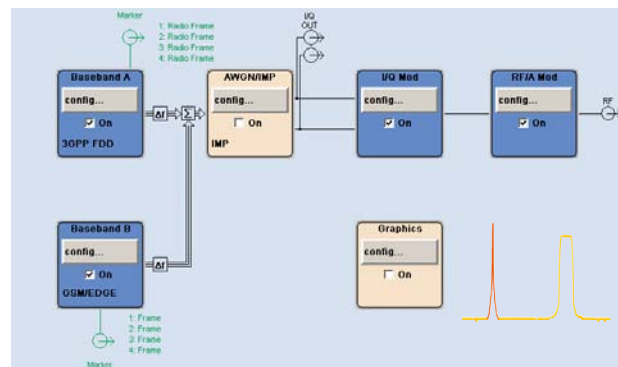 Marker
1: Radio Frame
2: Radio Frame
3: Radio Frame
4: Radio Frame
I/Q
OUT
Baseband A
config...
On
3GPP FDD
Δf
Σ
AWGN/IMP
config...
On
IMP
I/Q Mod
config...
On
RF/A Mod
config...
On
RF
Baseband B
config...
On
GSM/EDGE
Δf
Graphics
config...
On
1: Frame
2: Frame
3: Frame
4: Frame
Marker